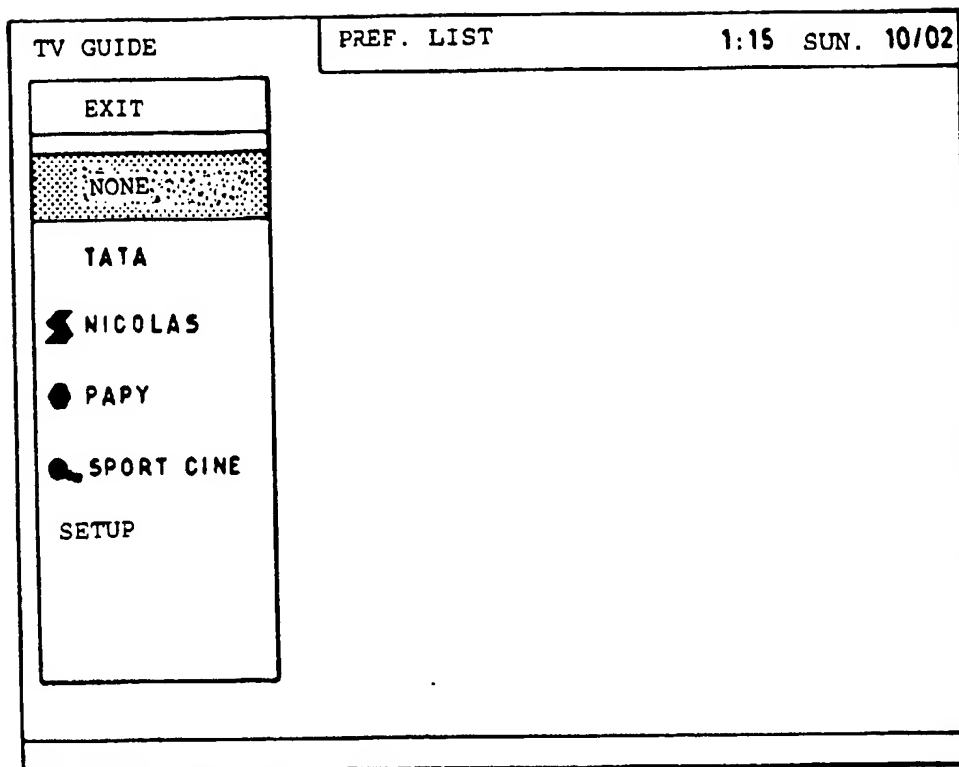 TV GUIDE
PREF. LIST 1:15 SUN. 10/02
EXIT
NONE
TATA
NICOLAS
PAPY
SPORT CINE
SETUP